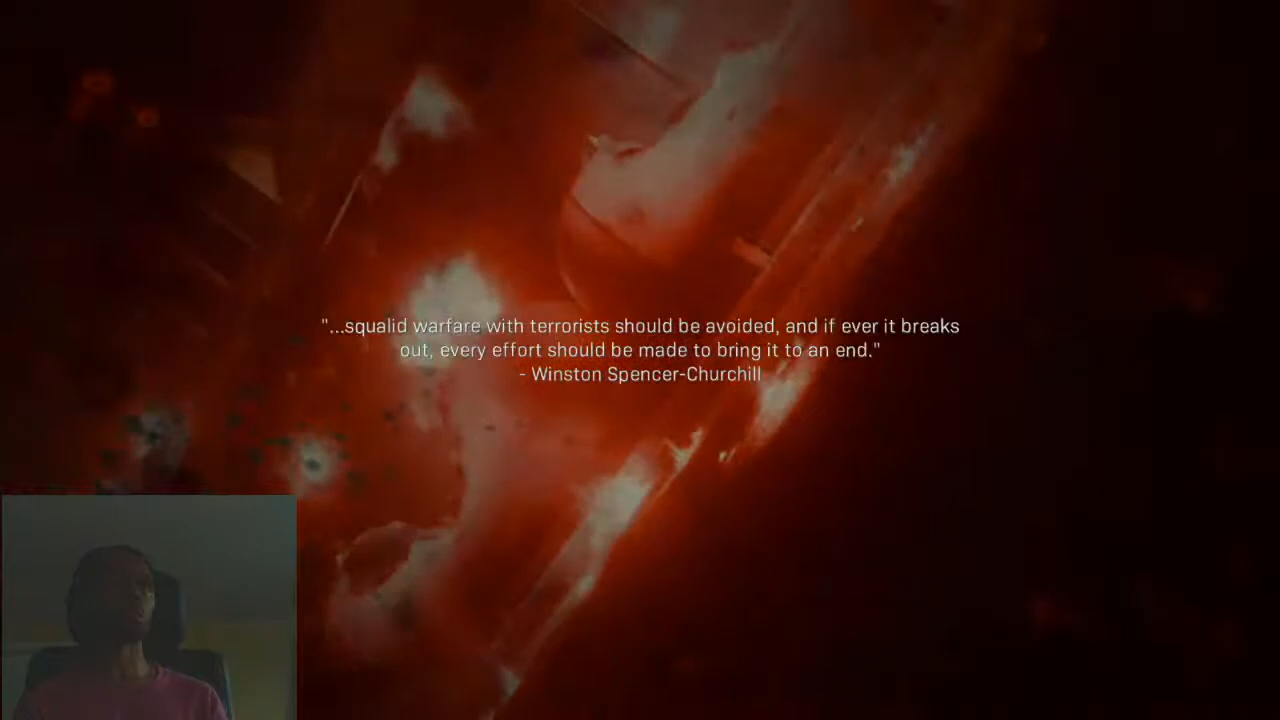 "...squalid warfare with terrorists should be avoided, and if ever it breaks
out, every effort should be made to bring it to an end."
- Winston Spencer-Churchill